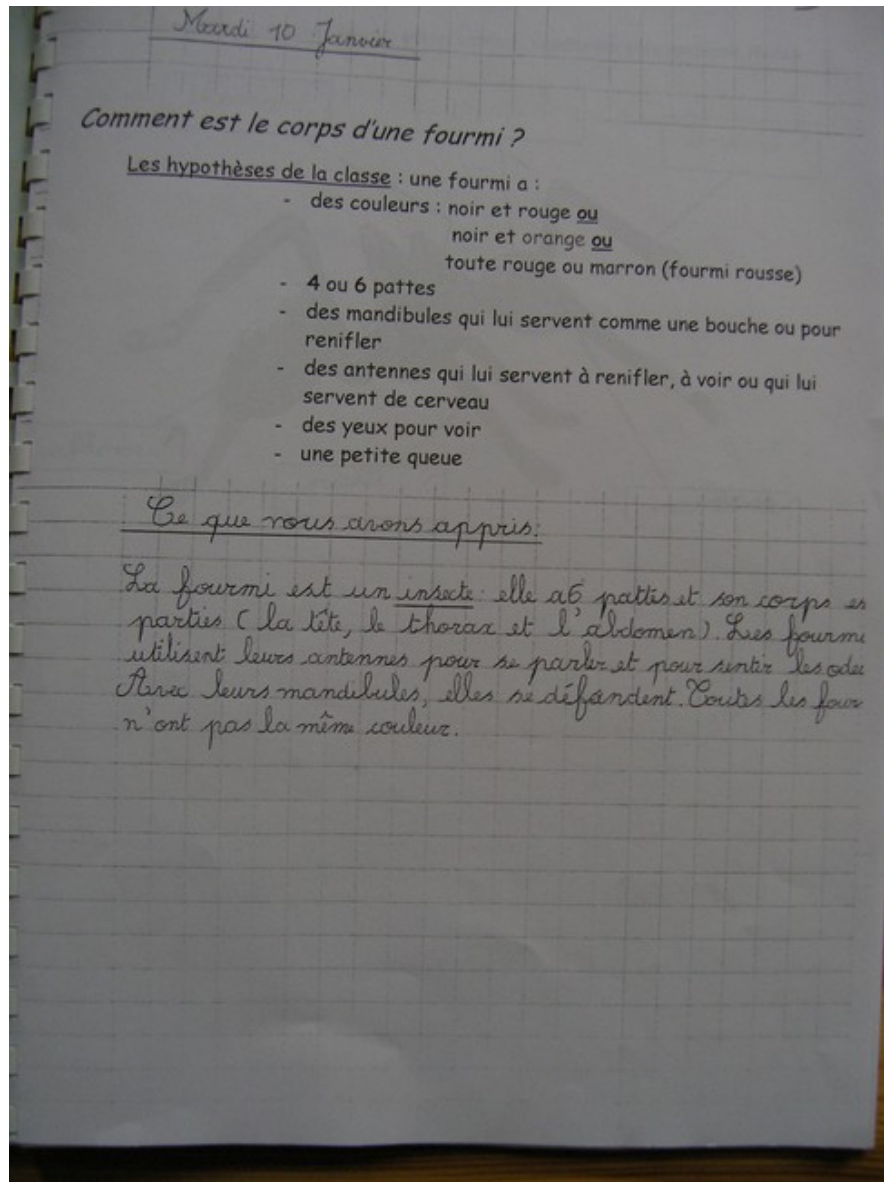 Mardi 10 Janvier
Comment est le corps d'une fourmi ?
Les hypothèses de la classe : une fourmi a :
- des couleurs : noir et rouge ou
noir et orange ou
toute rouge ou marron (fourmi rousse)
- 4 ou 6 pattes
- des mandibules qui lui servent comme une bouche ou pour
renifler
- des antennes qui lui servent à renifler, à voir ou qui lui
servent de cerveau
- des yeux pour voir
- une petite queue
Ce que nous avons appris:
La fourmi est un insecte: elle a 6 pattes et son corps
parties ( la tête, le thorax et l'abdomen). Les fourmi
utilisent leurs antennes pour se parler et pour sentir les
Avec leurs mandibules, elles se défandent. Toutes les
n'ont pas la même couleur.